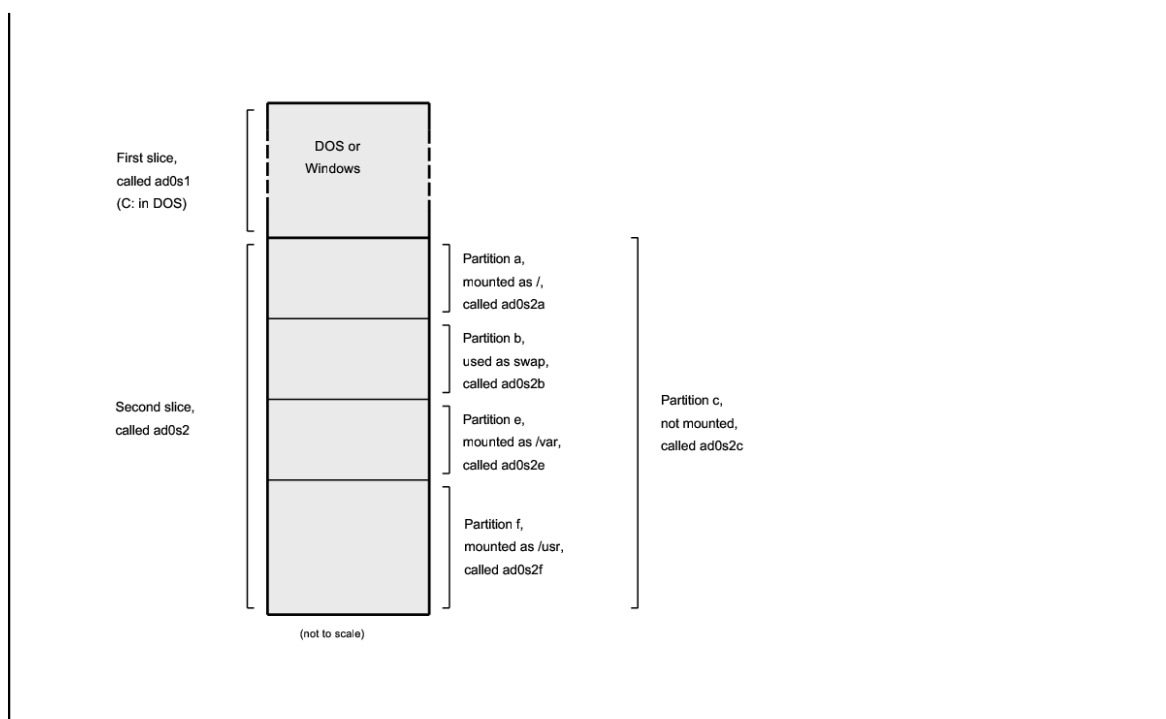 DOS or
Windows
First slice,
called ad0s1
(C: in DOS)
Partition a,
mounted as /,
called ad0s2a
Partition b,
used as swap,
called ad0s2b
Second slice,
called ad0s2
Partition e,
mounted as /var,
called ad0s2e
Partition c,
not mounted,
called ad0s2c
Partition f,
mounted as /usr,
called ad0s2f
(not to scale)